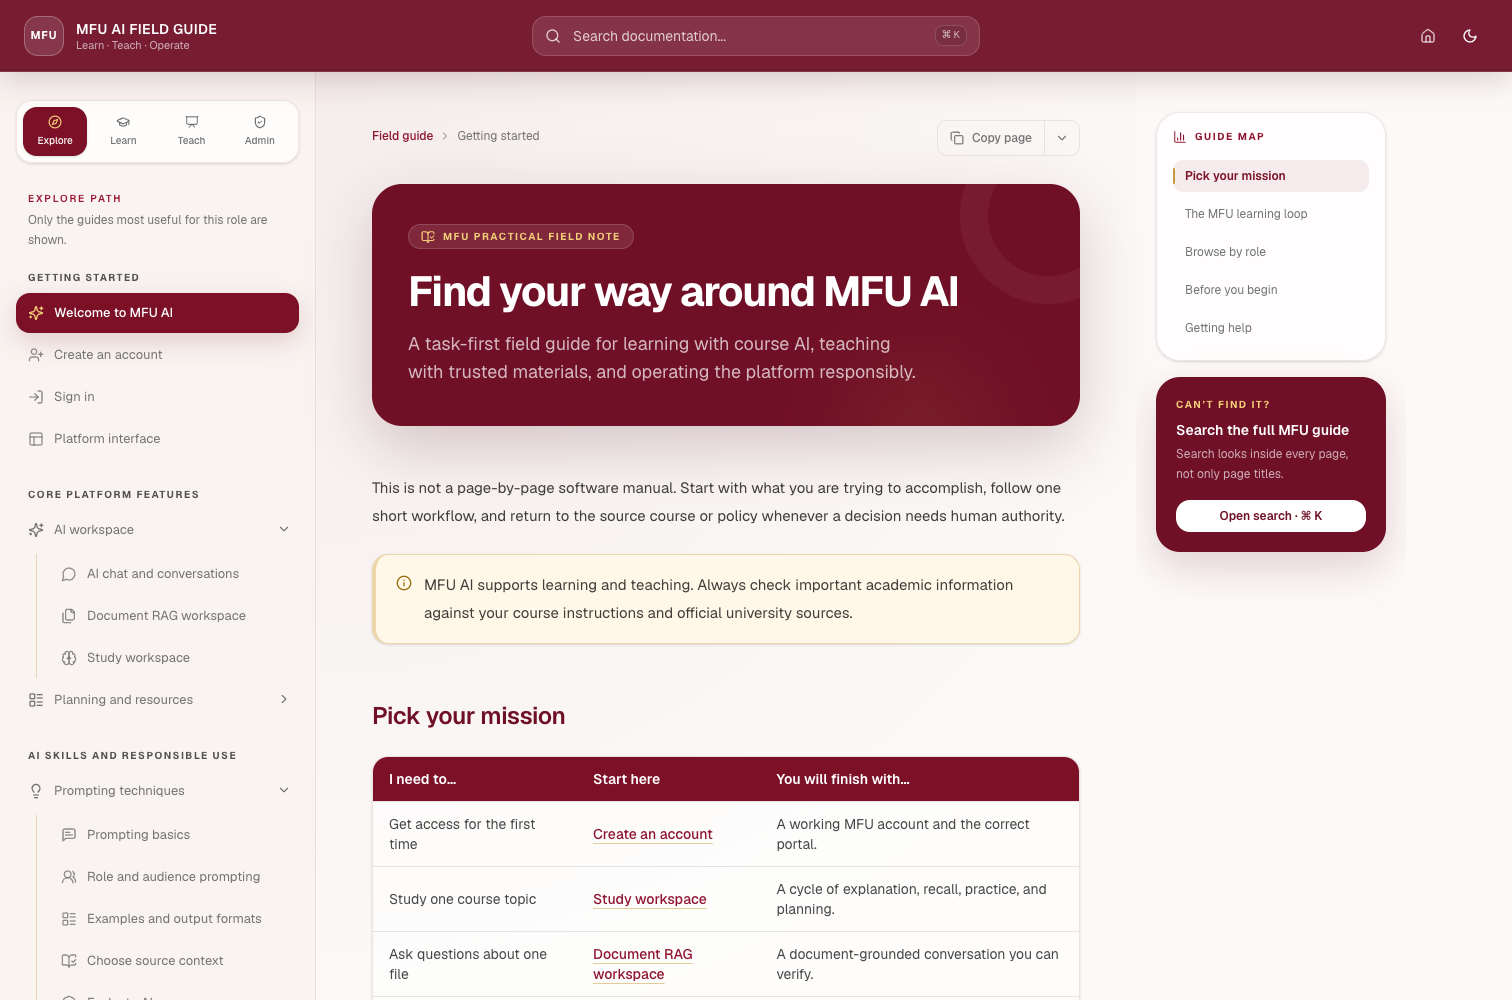 MFU
MFU AI FIELD GUIDE
Learn · Teach · Operate
Search documentation...
⌘ K
Explore
Learn
Teach
Admin
EXPLORE PATH
Only the guides most useful for this role are
shown.
GETTING STARTED
Welcome to MFU AI
Create an account
Sign in
Platform interface
CORE PLATFORM FEATURES
AI workspace
AI chat and conversations
Document RAG workspace
Study workspace
Planning and resources
AI SKILLS AND RESPONSIBLE USE
Prompting techniques
Prompting basics
Role and audience prompting
Examples and output formats
Choose source context
Field guide
Getting started
Copy page
MFU PRACTICAL FIELD NOTE
Find your way around MFU AI
A task-first field guide for learning with course AI, teaching
with trusted materials, and operating the platform responsibly.
This is not a page-by-page software manual. Start with what you are trying to accomplish, follow one
short workflow, and return to the source course or policy whenever a decision needs human authority.
MFU AI supports learning and teaching. Always check important academic information
against your course instructions and official university sources.
Pick your mission
I need to...
Start here
You will finish with...
Get access for the first
time
Create an account
A working MFU account and the correct
portal.
Study one course topic
Study workspace
A cycle of explanation, recall, practice, and
planning.
Ask questions about one
file
Document RAG
workspace
A document-grounded conversation you can
verify.
GUIDE MAP
Pick your mission
The MFU learning loop
Browse by role
Before you begin
Getting help
CAN'T FIND IT?
Search the full MFU guide
Search looks inside every page,
not only page titles.
Open search · ⌘ K